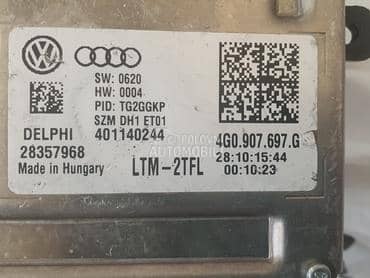 SW: 0620
HW: 0004
PID: TG2GGKP
SZM DH1 ET01
DELPHI 401140244
28357968
Made in Hungary
LTM-2TFL
4G0.907.697.G
28:10:15:44
00:10:23